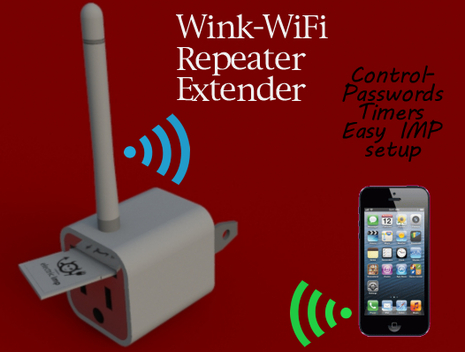 Wink-WiFi
Repeater
Extender
Control-
Passwords
Timers
Easy IMP
setup